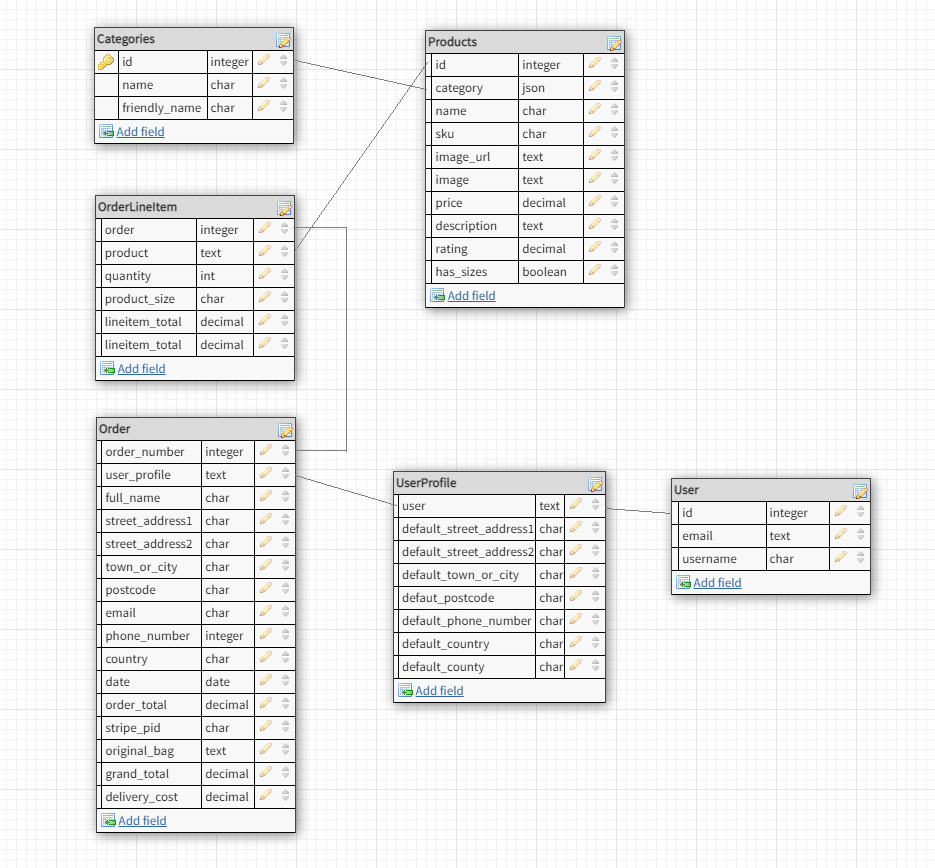 Categories
id integer
name char
friendly_name char
Add field
Products
id integer
category json
name char
sku char
image_url text
image text
price decimal
description text
rating decimal
has_sizes boolean
Add field
OrderLineItem
order integer
product text
quantity int
product_size char
lineitem_total decimal
lineitem_total decimal
Add field
Order
order_number integer
user_profile text
full_name char
street_address1 char
street_address2 char
town_or_city char
postcode char
email char
phone_number integer
country char
date date
order_total decimal
stripe_pid char
original_bag text
grand_total decimal
delivery_cost decimal
Add field
UserProfile
user text
default_street_address1 char
default_street_address2 char
default_town_or_city char
defaut_postcode char
default_phone_number char
default_country char
default_county char
Add field
User
id integer
email text
username char
Add field